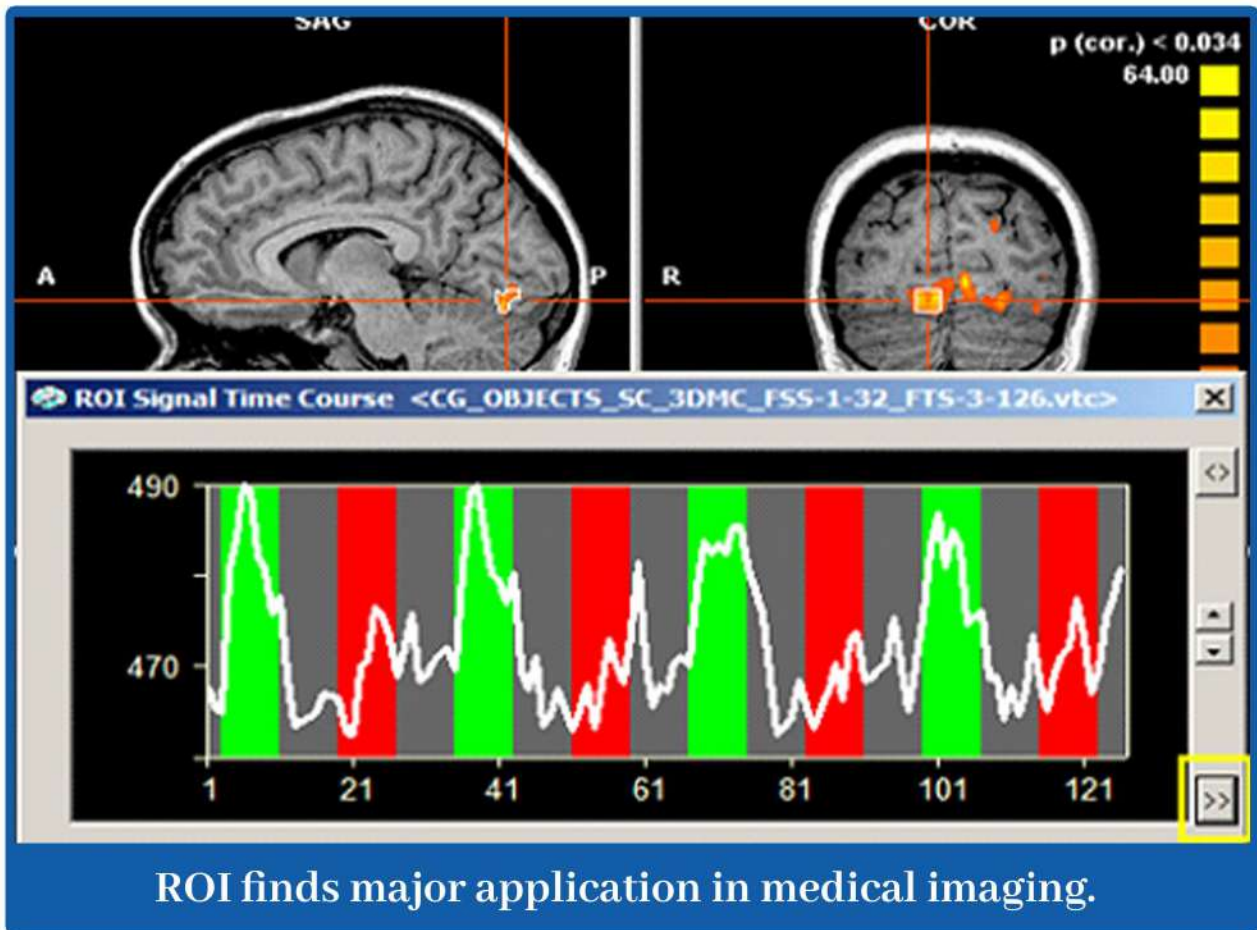 SAG
COR
p (cor.) < 0.034
64.00
A
P
R
ROI Signal Time Course <CG_OBJECTS_SC_3DMC_FSS-1-32_FTS-3-126.vtc>
490
470
1 21 41 61 81 101 121
<>
>>
ROI finds major application in medical imaging.